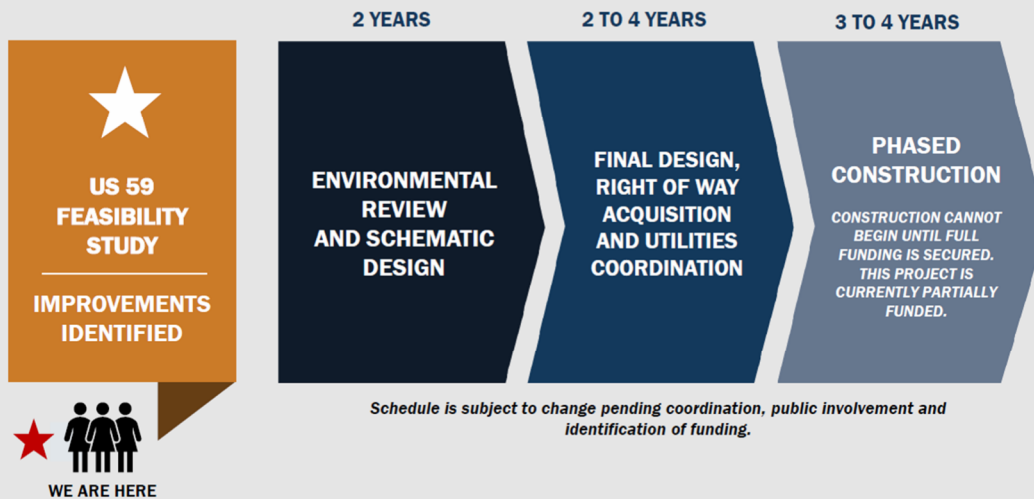 US 59
FEASIBILITY
STUDY
IMPROVEMENTS
IDENTIFIED
WE ARE HERE
2 YEARS
ENVIRONMENTAL
REVIEW
AND SCHEMATIC
DESIGN
2 TO 4 YEARS
FINAL DESIGN,
RIGHT OF WAY
ACQUISITION
AND UTILITIES
COORDINATION
3 TO 4 YEARS
PHASED
CONSTRUCTION
CONSTRUCTION CANNOT
BEGIN UNTIL FULL
FUNDING IS SECURED.
THIS PROJECT IS
CURRENTLY PARTIALLY
FUNDED.
Schedule is subject to change pending coordination, public involvement and
identification of funding.